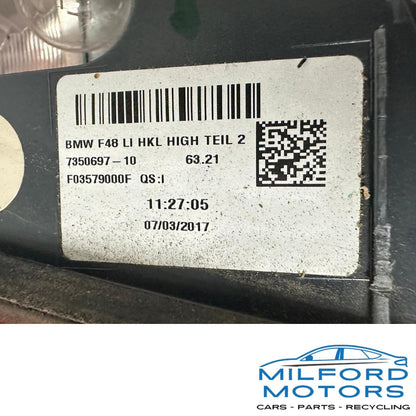 BMW F48 LI HKL HIGH TEIL 2
7350697-10 63.21
F03579000F QS:I
11:27:05
07/03/2017
MILFORD
MOTORS
CARS - PARTS - RECYCLING